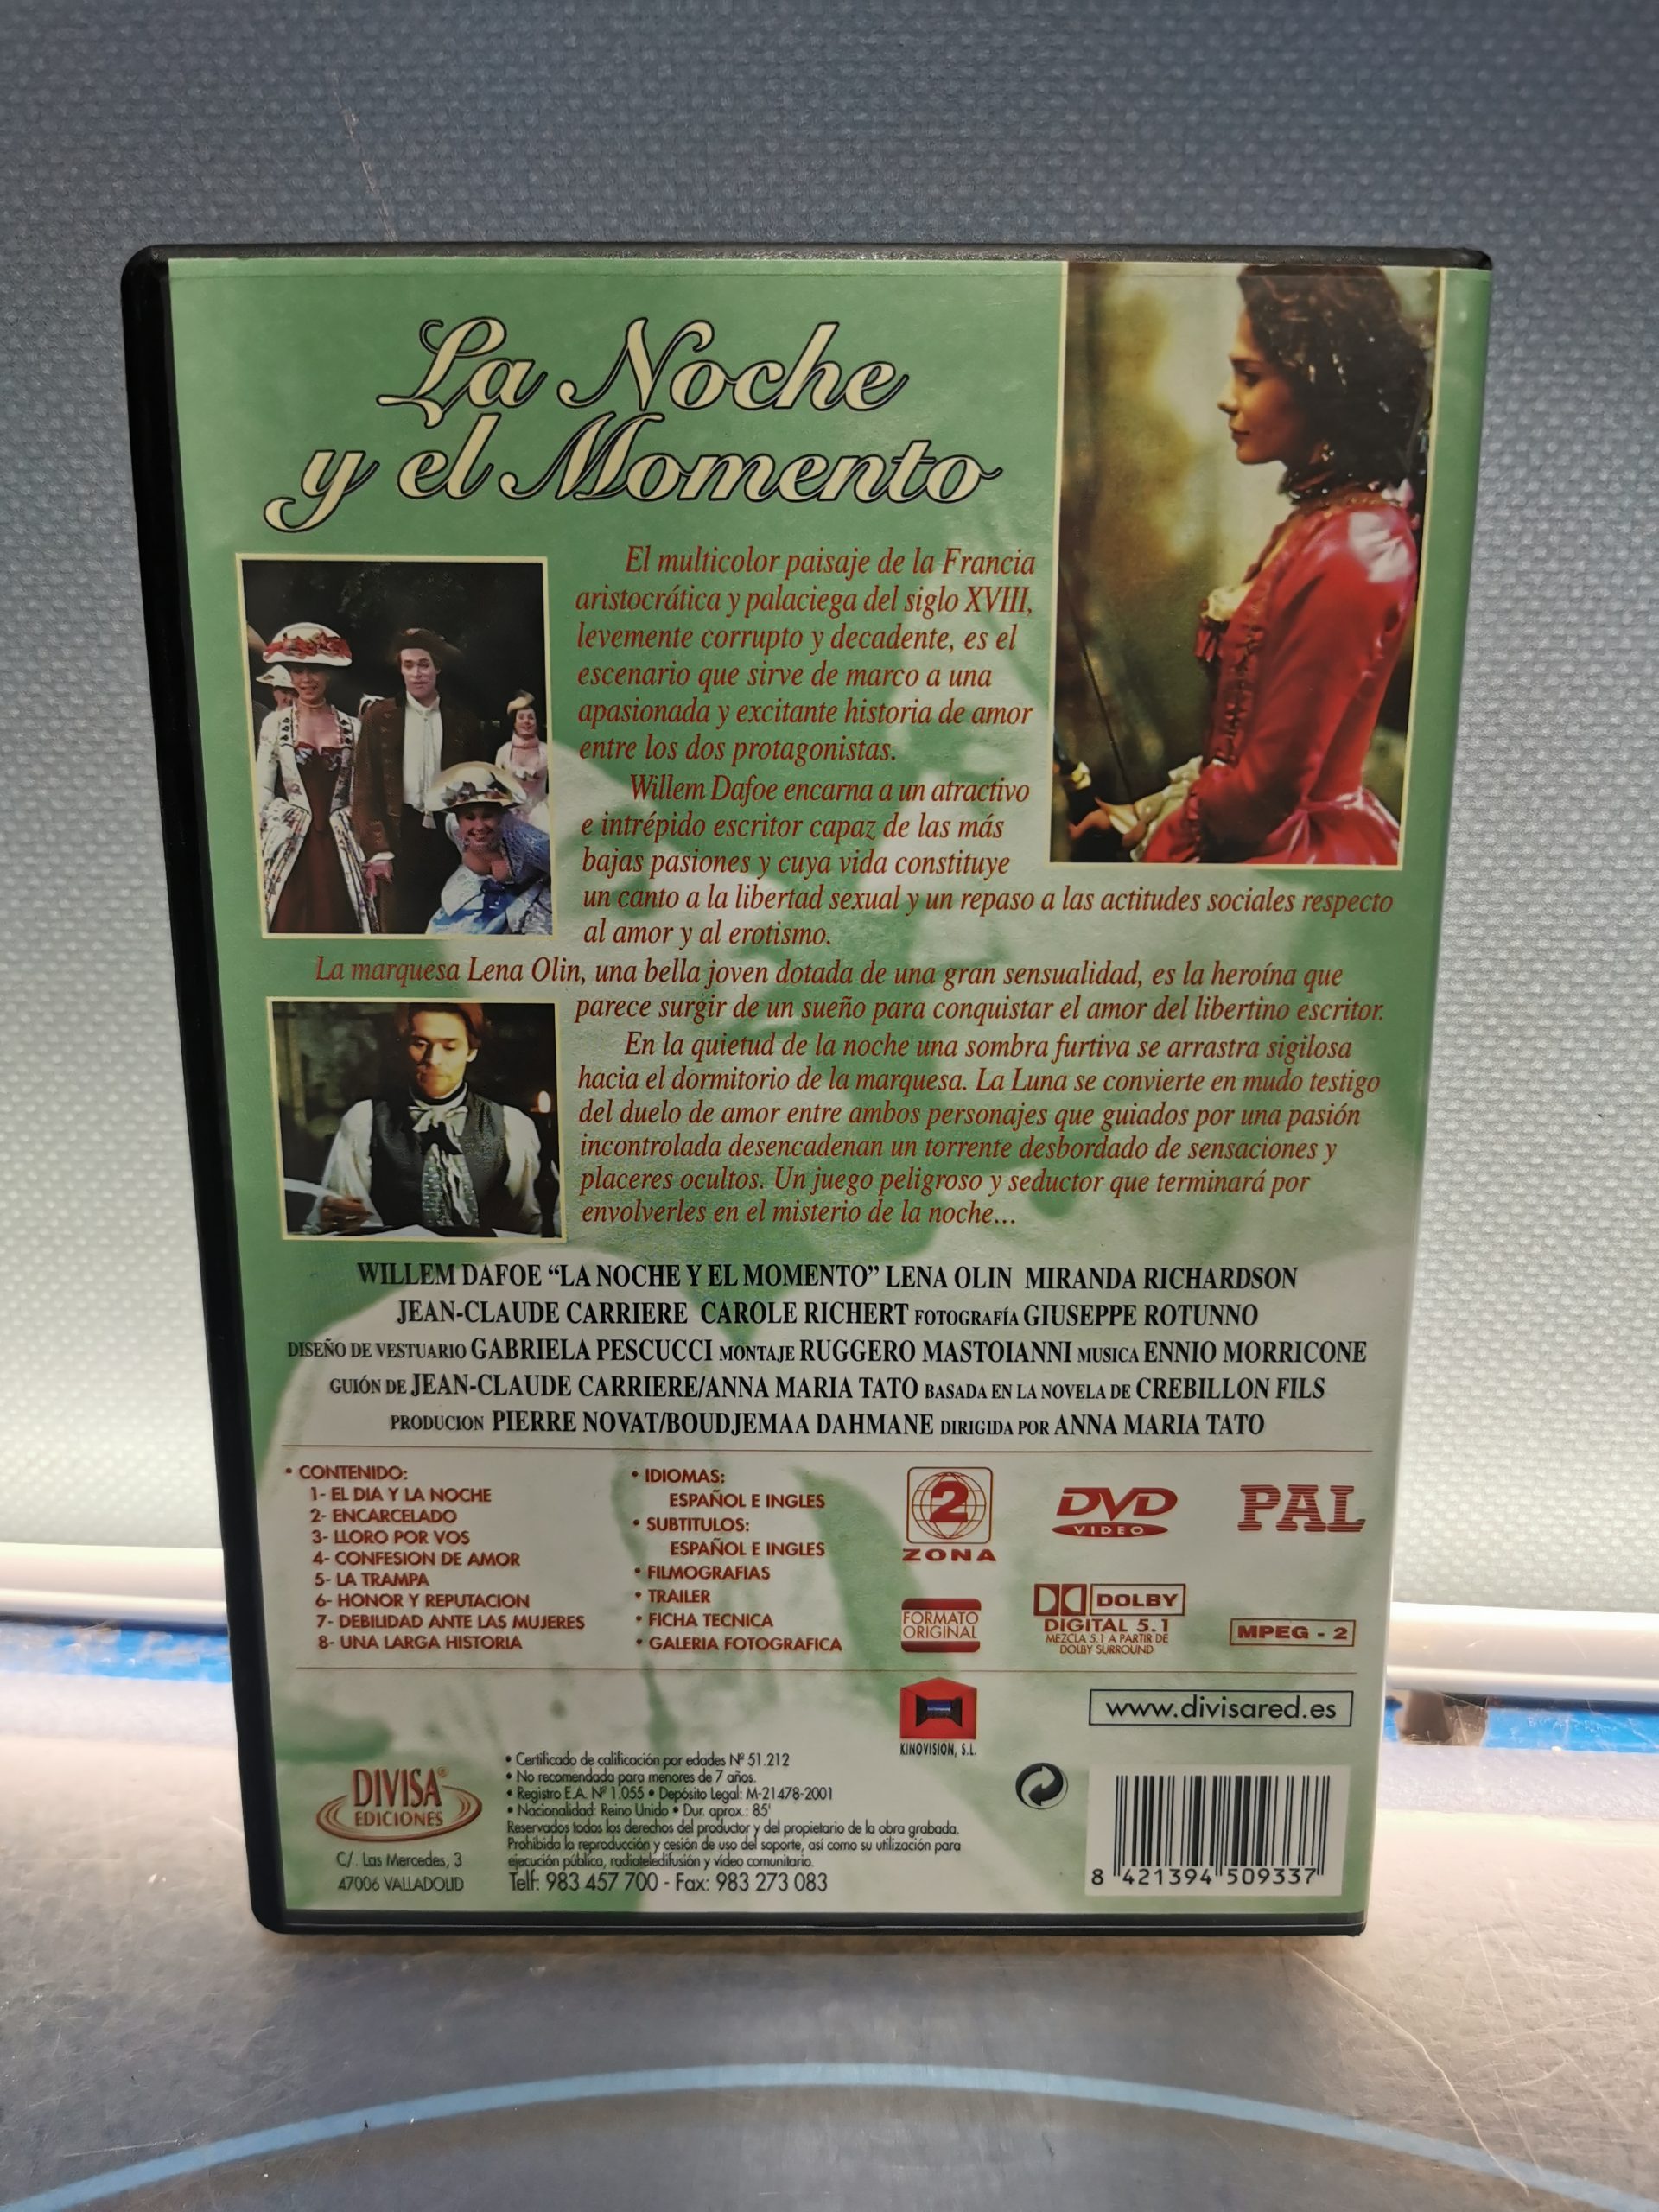 La Noche
y el Momento
El multicolor paisaje de la Francia
aristocrática y palaciega del siglo XVIII,
levemente corrupto y decadente, es el
escenario que sirve de marco a una
apasionada y excitante historia de amor
entre los dos protagonistas.
Willem Dafoe encarna a un atractivo
e intrépido escritor capaz de las más
bajas pasiones y cuya vida constituye
un canto a la libertad sexual y un repaso a las actitudes sociales respecto
al amor y al erotismo.
La marquesa Lena Olin, una bella joven dotada de una gran sensualidad, es la heroína que
parece surgir de un sueño para conquistar el amor del libertino escritor.
En la quietud de la noche una sombra furtiva se arrastra sigilosa
hacia el dormitorio de la marquesa. La Luna se convierte en mudo testigo
del duelo de amor entre ambos personajes que guiados por una pasión
incontrolada desencadenan un torrente desbordado de sensaciones y
placeres ocultos. Un juego peligroso y seductor que terminará por
envolverles en el misterio de la noche...
WILLEM DAFOE “LA NOCHE Y EL MOMENTO” LENA OLIN MIRANDA RICHARDSON
JEAN-CLAUDE CARRIERE CAROLE RICHERT FOTOGRAFÍA GIUSEPPE ROTUNNO
DISEÑO DE VESTUARIO GABRIELA PESCUCCI MONTAJE RUGGERO MASTOIANNI MUSICA ENNIO MORRICONE
GUIÓN DE JEAN-CLAUDE CARRIERE/ANNA MARIA TATO BASADA EN LA NOVELA DE CREBILLON FILS
PRODUCION PIERRE NOVAT/BOUDJEMAA DAHMANE DIRIGIDA POR ANNA MARIA TATO
• CONTENIDO:
1- EL DIA Y LA NOCHE
2- ENCARCELADO
3- LLORO POR VOS
4- CONFESION DE AMOR
5- LA TRAMPA
6- HONOR Y REPUTACION
7- DEBILIDAD ANTE LAS MUJERES
8- UNA LARGA HISTORIA
• IDIOMAS:
ESPAÑOL E INGLES
• SUBTITULOS:
ESPAÑOL E INGLES
• FILMOGRAFIAS
• TRAILER
• FICHA TECNICA
• GALERIA FOTOGRAFICA
2
ZONA
DVD
VIDEO
PAL
FORMATO
ORIGINAL
DOLBY
DIGITAL 5.1
MEZCLA 5.1 A PARTIR DE
DOLBY SURROUND
MPEG - 2
KINOVISION, S.L.
www.divisared.es
DIVISA®
EDICIONES
C/. Las Mercedes, 3
47006 VALLADOLID
• Certificado de calificación por edades Nº 51.212
• No recomendada para menores de 7 años.
• Registro E.A. Nº 1.055 • Depósito Legal: M-21478-2001
• Nacionalidad: Reino Unido • Dur. aprox.: 85'
Reservados todos los derechos del productor y del propietario de la obra grabada.
Prohibida la reproducción y cesión de uso del soporte, así como su utilización para
ejecución pública, radioteledifusión y vídeo comunitario.
Telf: 983 457 700 - Fax: 983 273 083
8 421394 509337